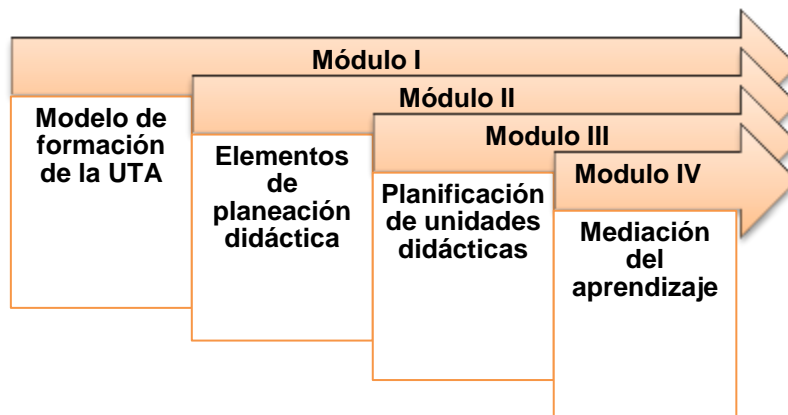 Módulo I
Modelo de
formación
de la UTA
Módulo II
Elementos
de
planeación
didáctica
Modulo III
Planificación
de unidades
didácticas
Modulo IV
Mediación
del
aprendizaje